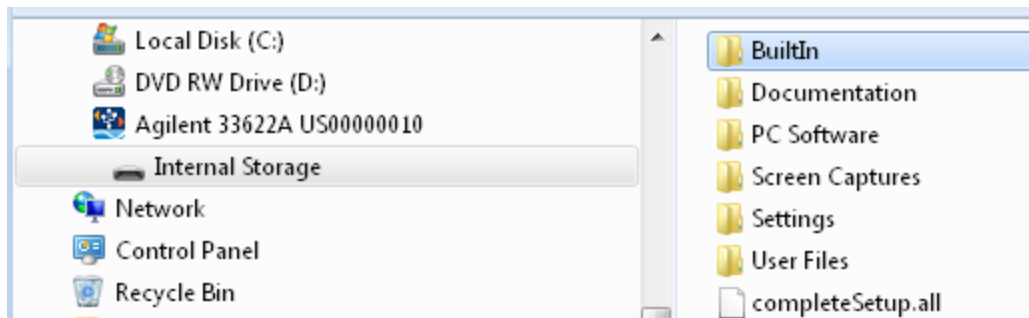 Local Disk (C:)
DVD RW Drive (D:)
Agilent 33622A US00000010
Internal Storage
Network
Control Panel
Recycle Bin
BuiltIn
Documentation
PC Software
Screen Captures
Settings
User Files
completeSetup.all